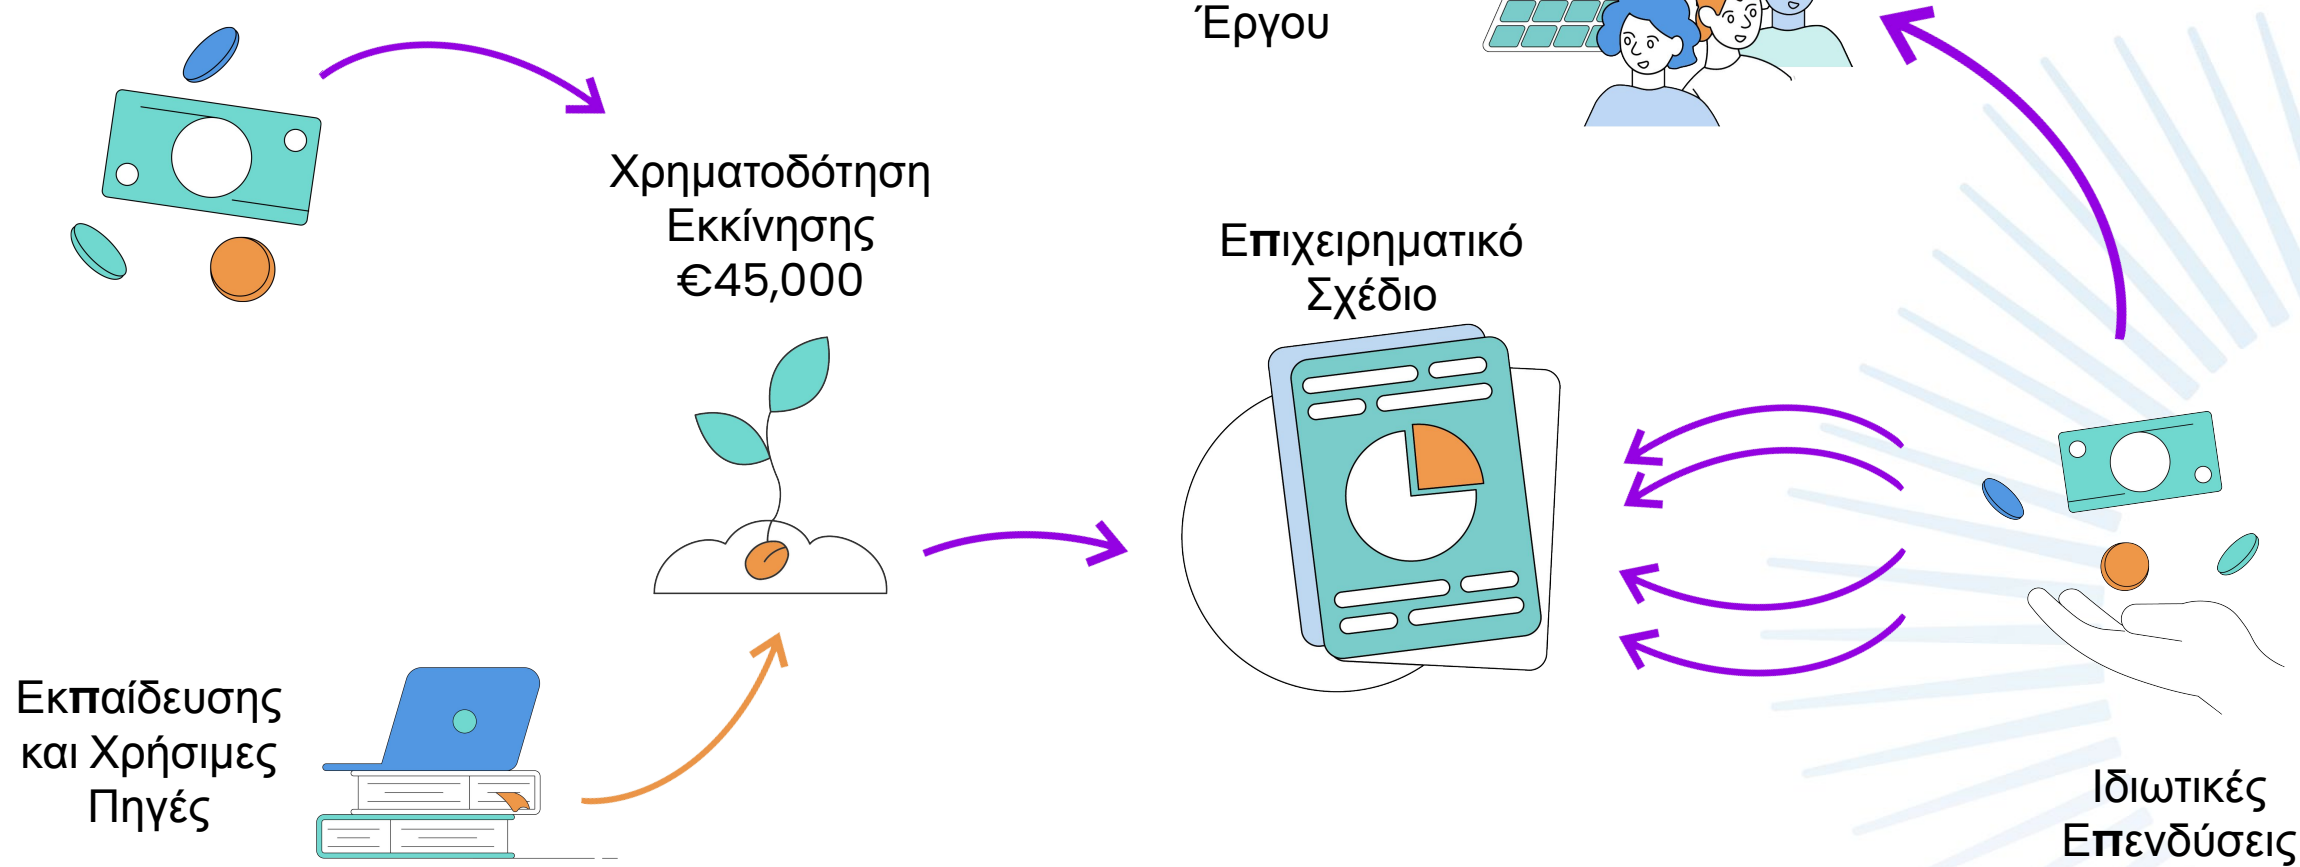 Έργου
Χρηματοδότηση
Εκκίνησης
€45,000
Επιχειρηματικό
Σχέδιο
Εκπαίδευσης
και Χρήσιμες
Πηγές
Ιδιωτικές
Επενδύσεις